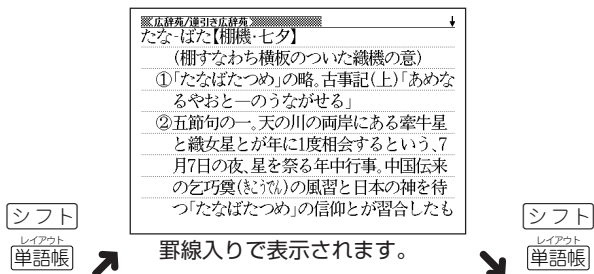 広辞苑/逆引き広辞苑
たな-ばた【棚機・七夕】
(棚すなわち横板のついた織機の意)
①「たなばたつめ」の略。古事記(上)「あめな
るやおと―のうながせる」
②五節句の一。天の川の両岸にある牽牛星
と織女星とが年に1度相会するという、7
月7日の夜、星を祭る年中行事。中国伝来
の乞巧奠(きこうでん)の風習と日本の神を待
つ「たなばたつめ」の信仰とが習合したも
罫線入りで表示されます。
シフト
レイアウト
単語帳
シフト
レイアウト
単語帳